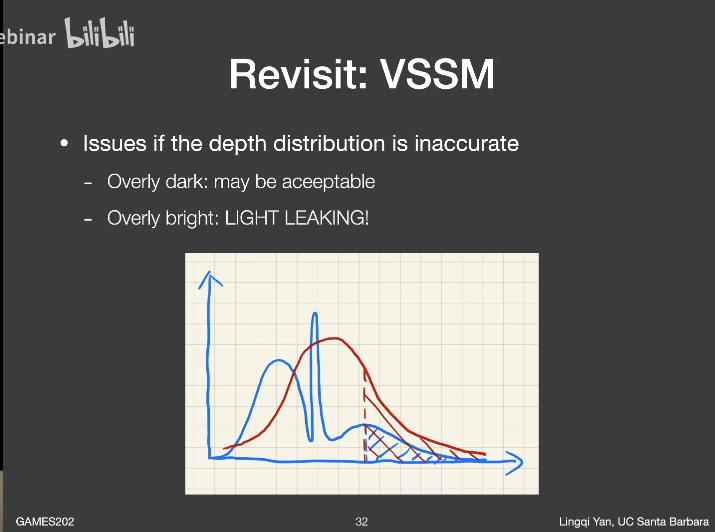 ebinar bilibili
Revisit: VSSM
• Issues if the depth distribution is inaccurate
- Overly dark: may be aceeptable
- Overly bright: LIGHT LEAKING!
GAMES202
32
Lingqi Yan, UC Santa Barbara